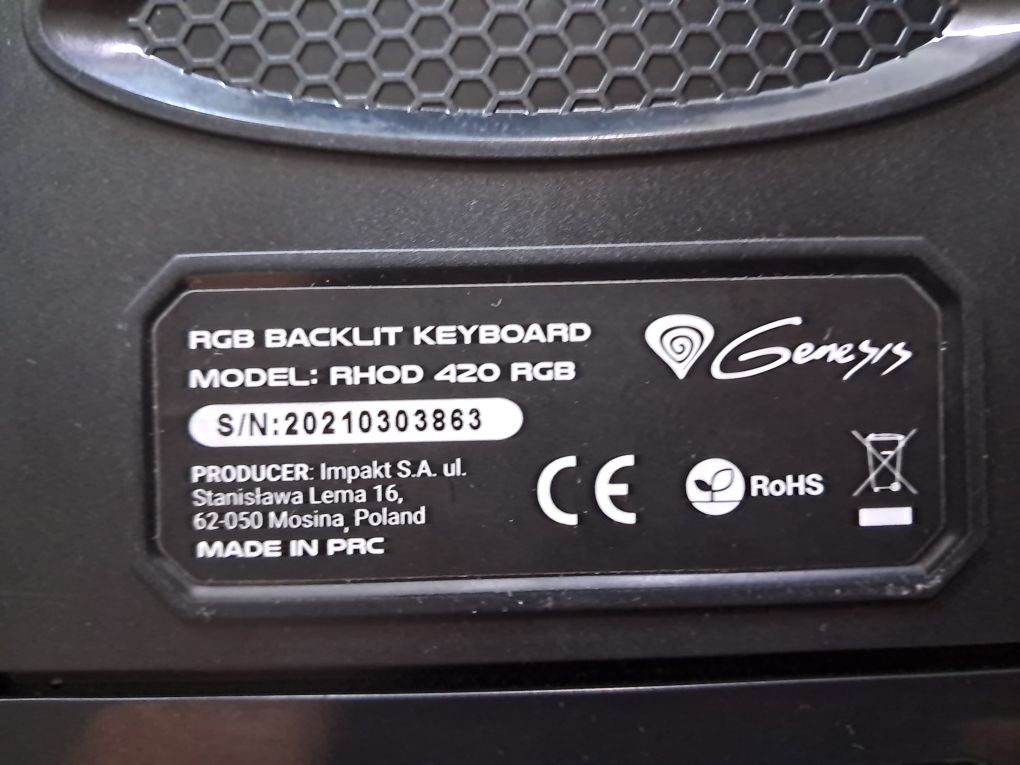 RGB BACKLIT KEYBOARD
MODEL: RHOD 420 RGB
S/N:20210303863
PRODUCER: Impakt S.A. ul.
Stanisława Lema 16,
62-050 Mosina, Poland
MADE IN PRC
Genesis
CE
RoHS